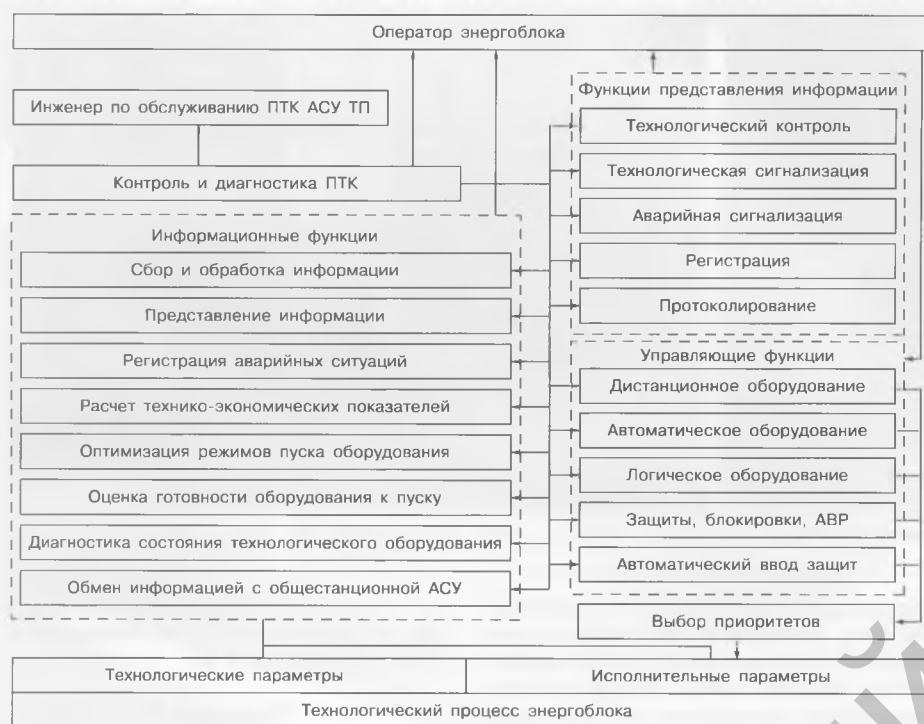 Оператор энергоблока
Инженер по обслуживанию ПТК АСУ ТП
Контроль и диагностика ПТК
Информационные функции
Сбор и обработка информации
Представление информации
Регистрация аварийных ситуаций
Расчет технико-экономических показателей
Оптимизация режимов пуска оборудования
Оценка готовности оборудования к пуску
Диагностика состояния технологического оборудования
Обмен информацией с общестанционной АСУ
Функции представления информации
Технологический контроль
Технологическая сигнализация
Аварийная сигнализация
Регистрация
Протоколирование
Управляющие функции
Дистанционное оборудование
Автоматическое оборудование
Логическое оборудование
Защиты, блокировки, АВР
Автоматический ввод защит
Выбор приоритетов
Технологические параметры
Исполнительные параметры
Технологический процесс энергоблока